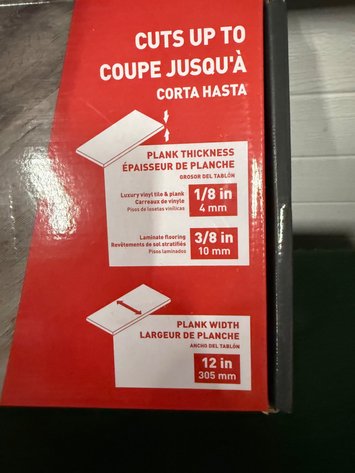 CUTS UP TO
COUPE JUSQU'À
CORTA HASTA
PLANK THICKNESS
ÉPAISSEUR DE PLANCHE
GROSOR DEL TABLÓN
Luxury vinyl tile & plank
Carreaux de vinyle
Pisos de losetas vinílicas
1/8 in
4 mm
Laminate flooring
Revêtements de sol stratifiés
Pisos laminados
3/8 in
10 mm
PLANK WIDTH
LARGEUR DE PLANCHE
ANCHO DEL TABLÓN
12 in
305 mm